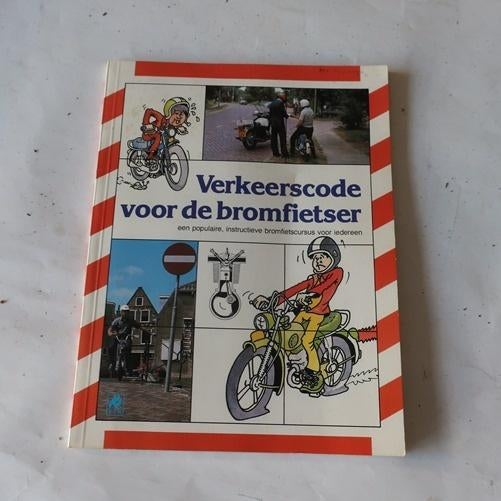 Verkeerscode
voor de bromfietser
een populaire, instructieve bromfietscursus voor iedereen